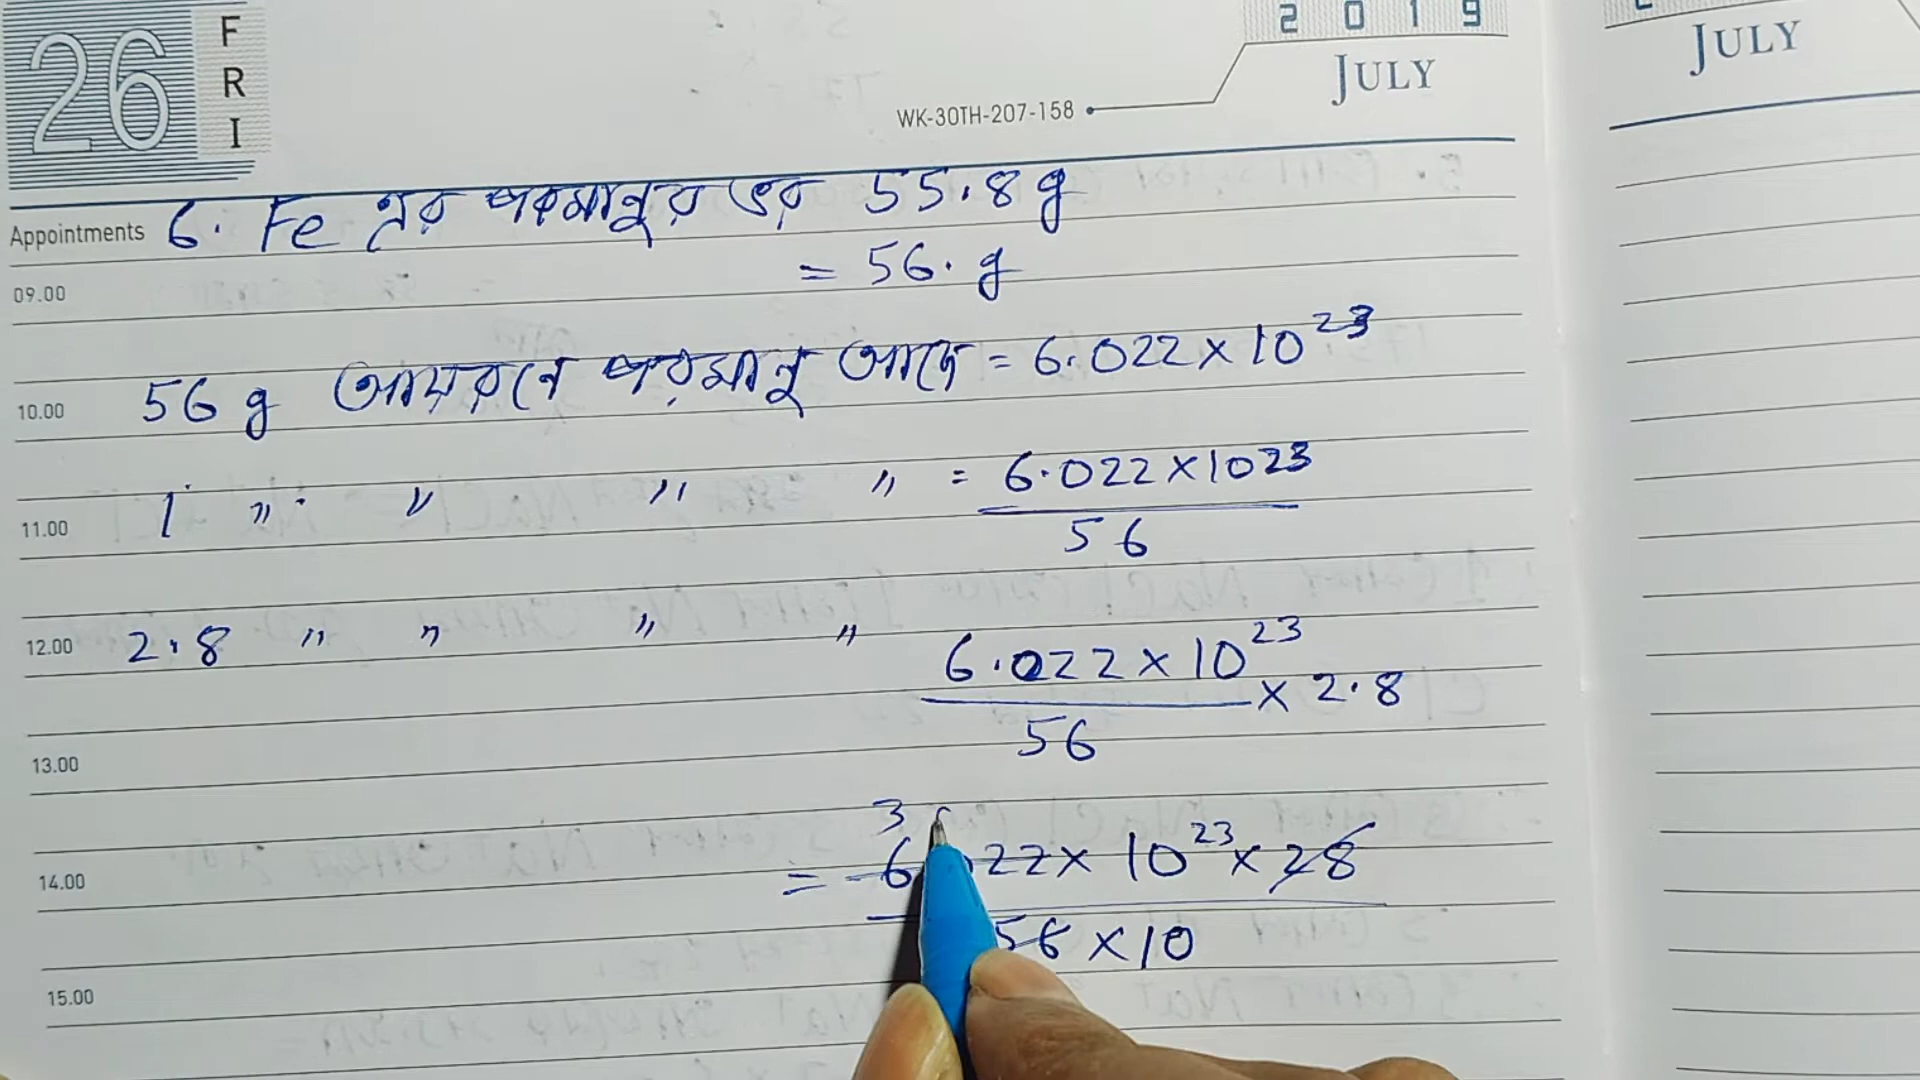 26 FRI
2019
JULY
JULY
WK-30TH-207-158
Appointments
6. Fe এর পরমানুর ভর 55.8 g
= 56. g
09.00
10.00
56 g আয়রনে পরমানু আছে = 6.022 × 10²³
11.00
1 " " " " = 6.022 × 10²³
56
12.00
2.8 " " " " 6.022 × 10²³ × 2.8
56
13.00
3
14.00
= 6.022 × 10²³ × 28
56 × 10
15.00